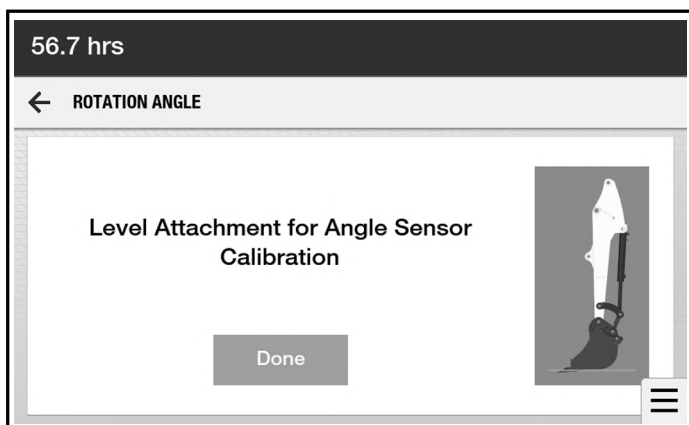 56.7 hrs
ROTATION ANGLE
Level Attachment for Angle Sensor
Calibration
Done